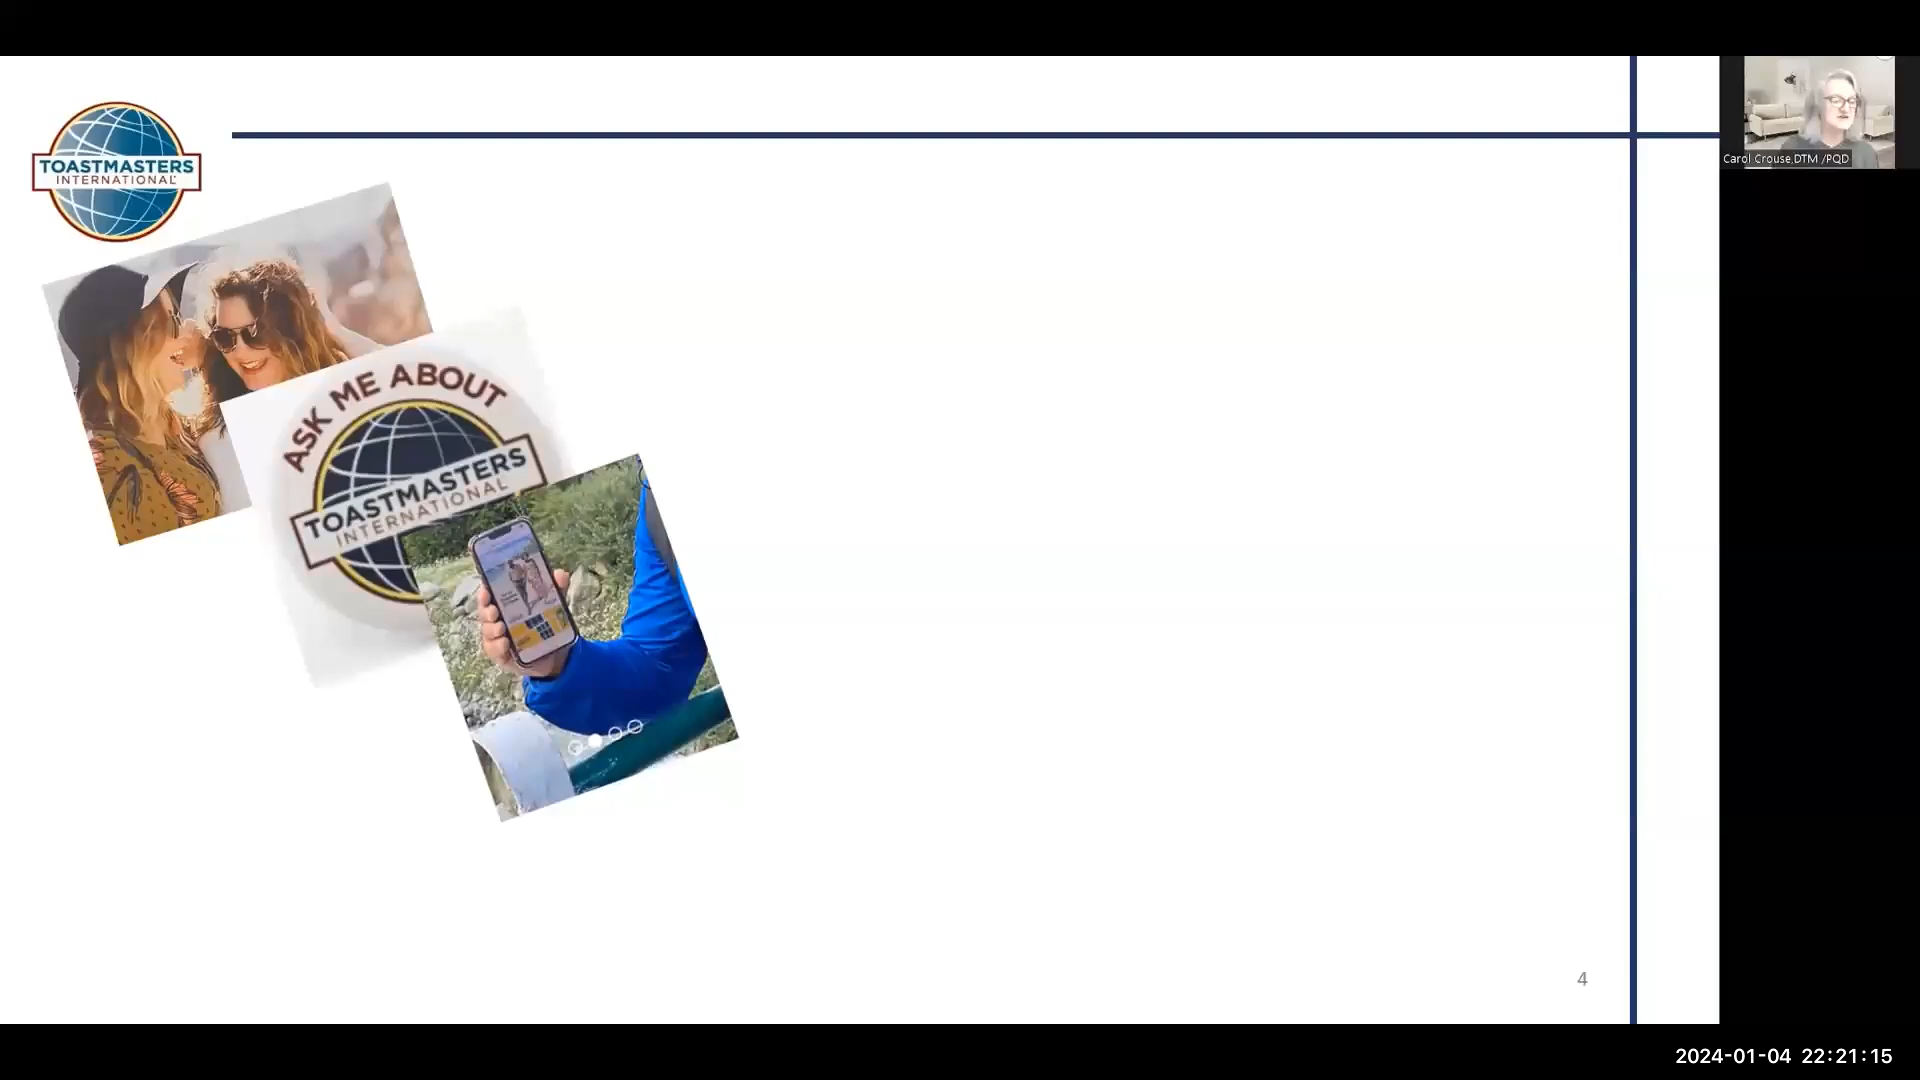 TOASTMASTERS
INTERNATIONAL
Carol Crouse,DTM /PQD
ASK ME ABOUT
TOASTMASTERS
INTERNATIONAL
4
2024-01-04 22:21:15